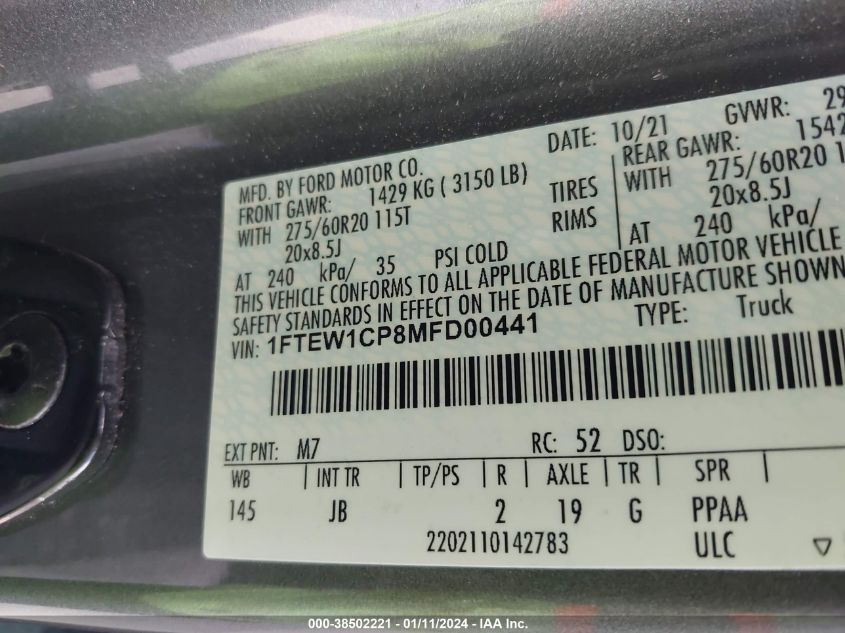 MFD. BY FORD MOTOR CO. DATE: 10/21 GVWR: 29
FRONT GAWR: 1429 KG ( 3150 LB) REAR GAWR: 1542
WITH 275/60R20 115T TIRES WITH 275/60R20 1
20x8.5J RIMS 20x8.5J
AT 240 kPa/ 35 PSI COLD AT 240 kPa/
THIS VEHICLE CONFORMS TO ALL APPLICABLE FEDERAL MOTOR VEHICLE
SAFETY STANDARDS IN EFFECT ON THE DATE OF MANUFACTURE SHOWN
VIN: 1FTEW1CP8MFD00441 TYPE: Truck
EXT PNT: M7 RC: 52 DSO:
WB INT TR TP/PS R AXLE TR SPR
145 JB 2 19 G PPAA
2202110142783 ULC
000-38502221 - 01/11/2024 - © IAA Inc.